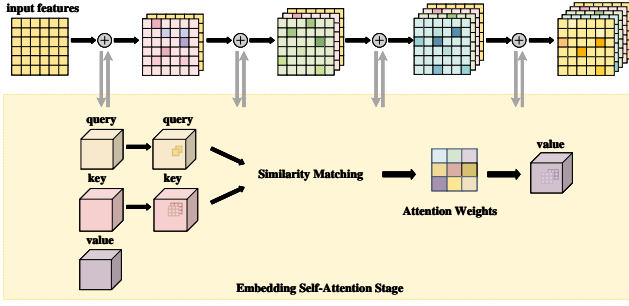 input features
query
query
key
key
value
Similarity Matching
Attention Weights
value
Embedding Self-Attention Stage